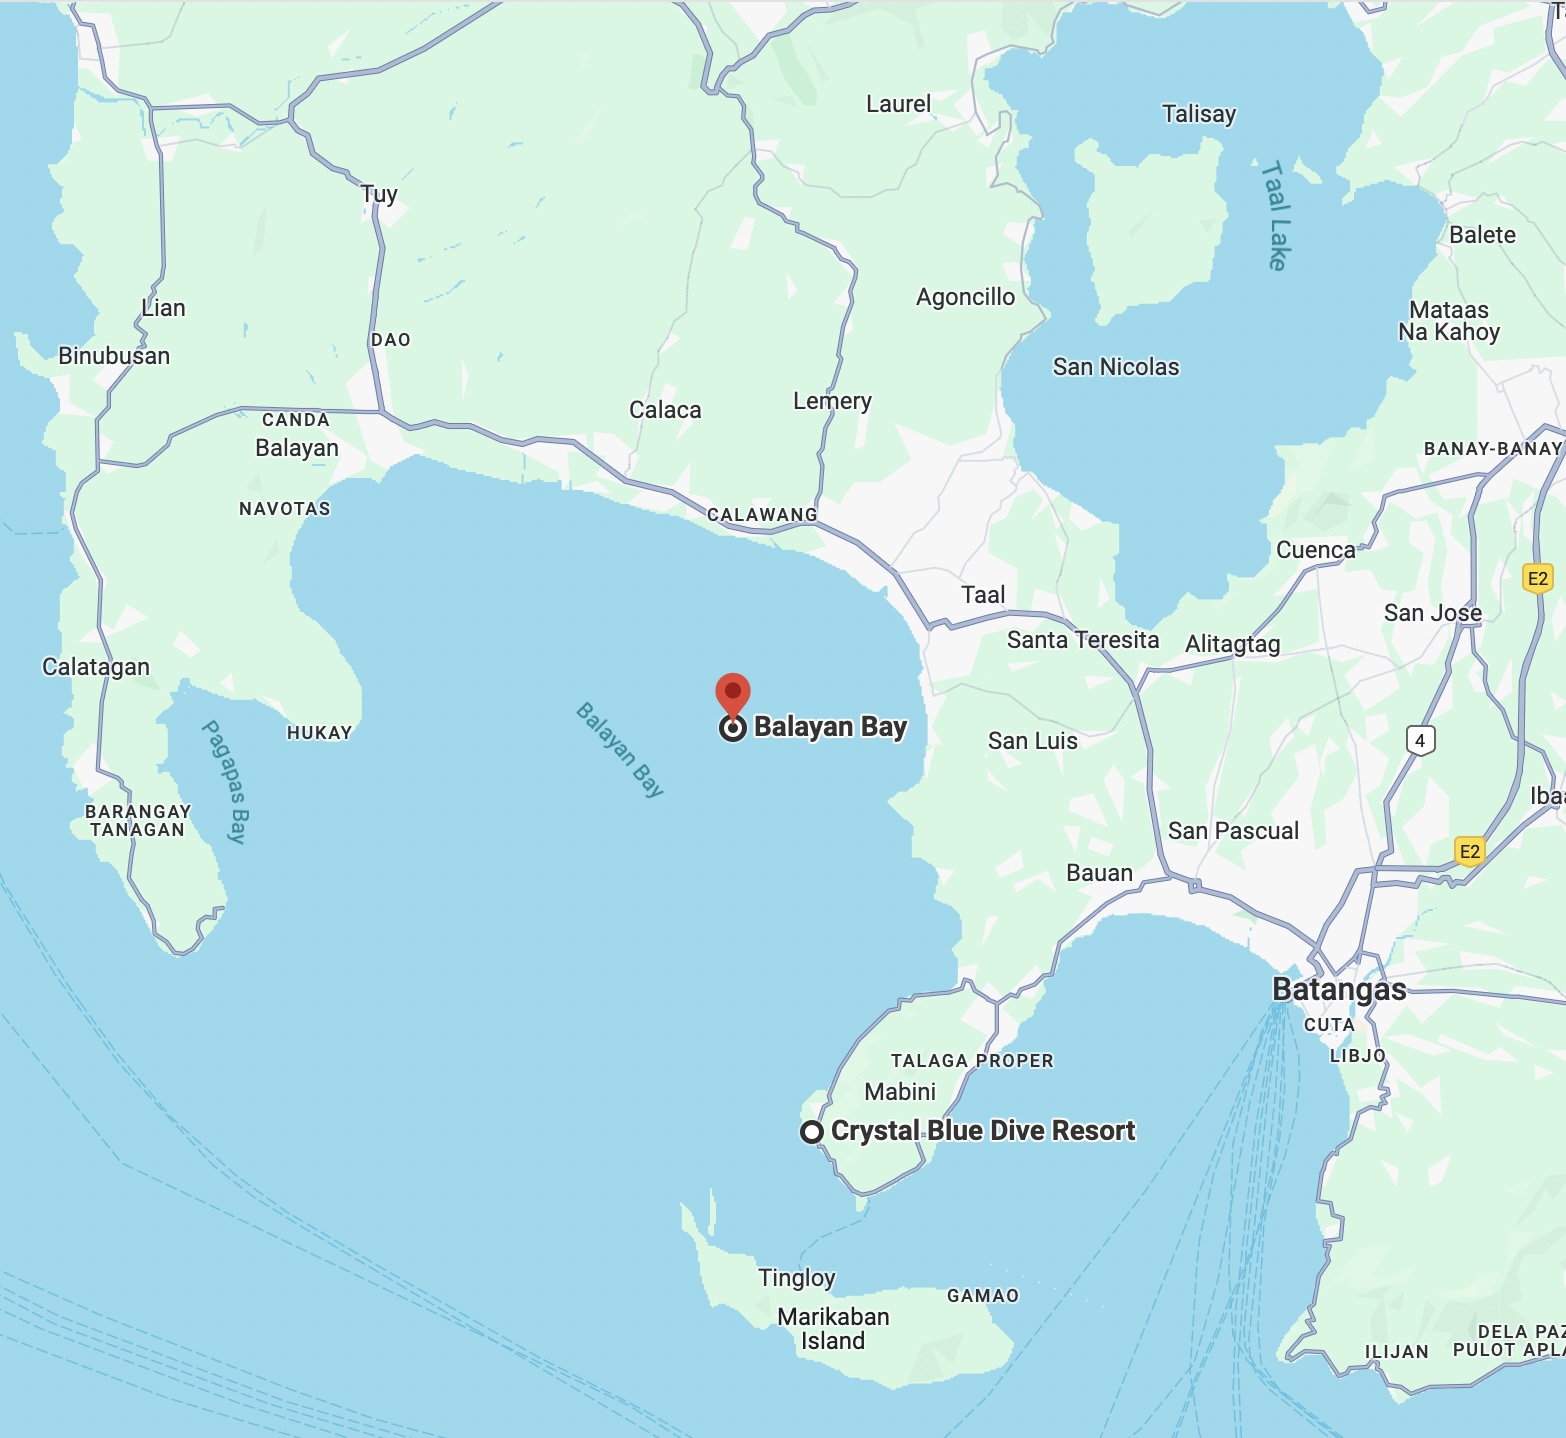 Laurel
Talisay
Taal Lake
Tuy
Balete
Lian
Agoncillo
Mataas
Na Kahoy
DAO
Binubusan
San Nicolas
Calaca
Lemery
CANDA
Balayan
BANAY-BANAY
NAVOTAS
CALAWANG
Cuenca
E2
Taal
San Jose
Santa Teresita
Alitagtag
Calatagan
HUKAY
Pagapas Bay
Balayan Bay
Balayan Bay
San Luis
4
BARANGAY
TANAGAN
San Pascual
E2
Bauan
Batangas
CUTA
LIBJO
TALAGA PROPER
Mabini
Crystal Blue Dive Resort
Tingloy
GAMAO
Marikaban
Island
ILIJAN
DELA PAZ
PULOT APLA